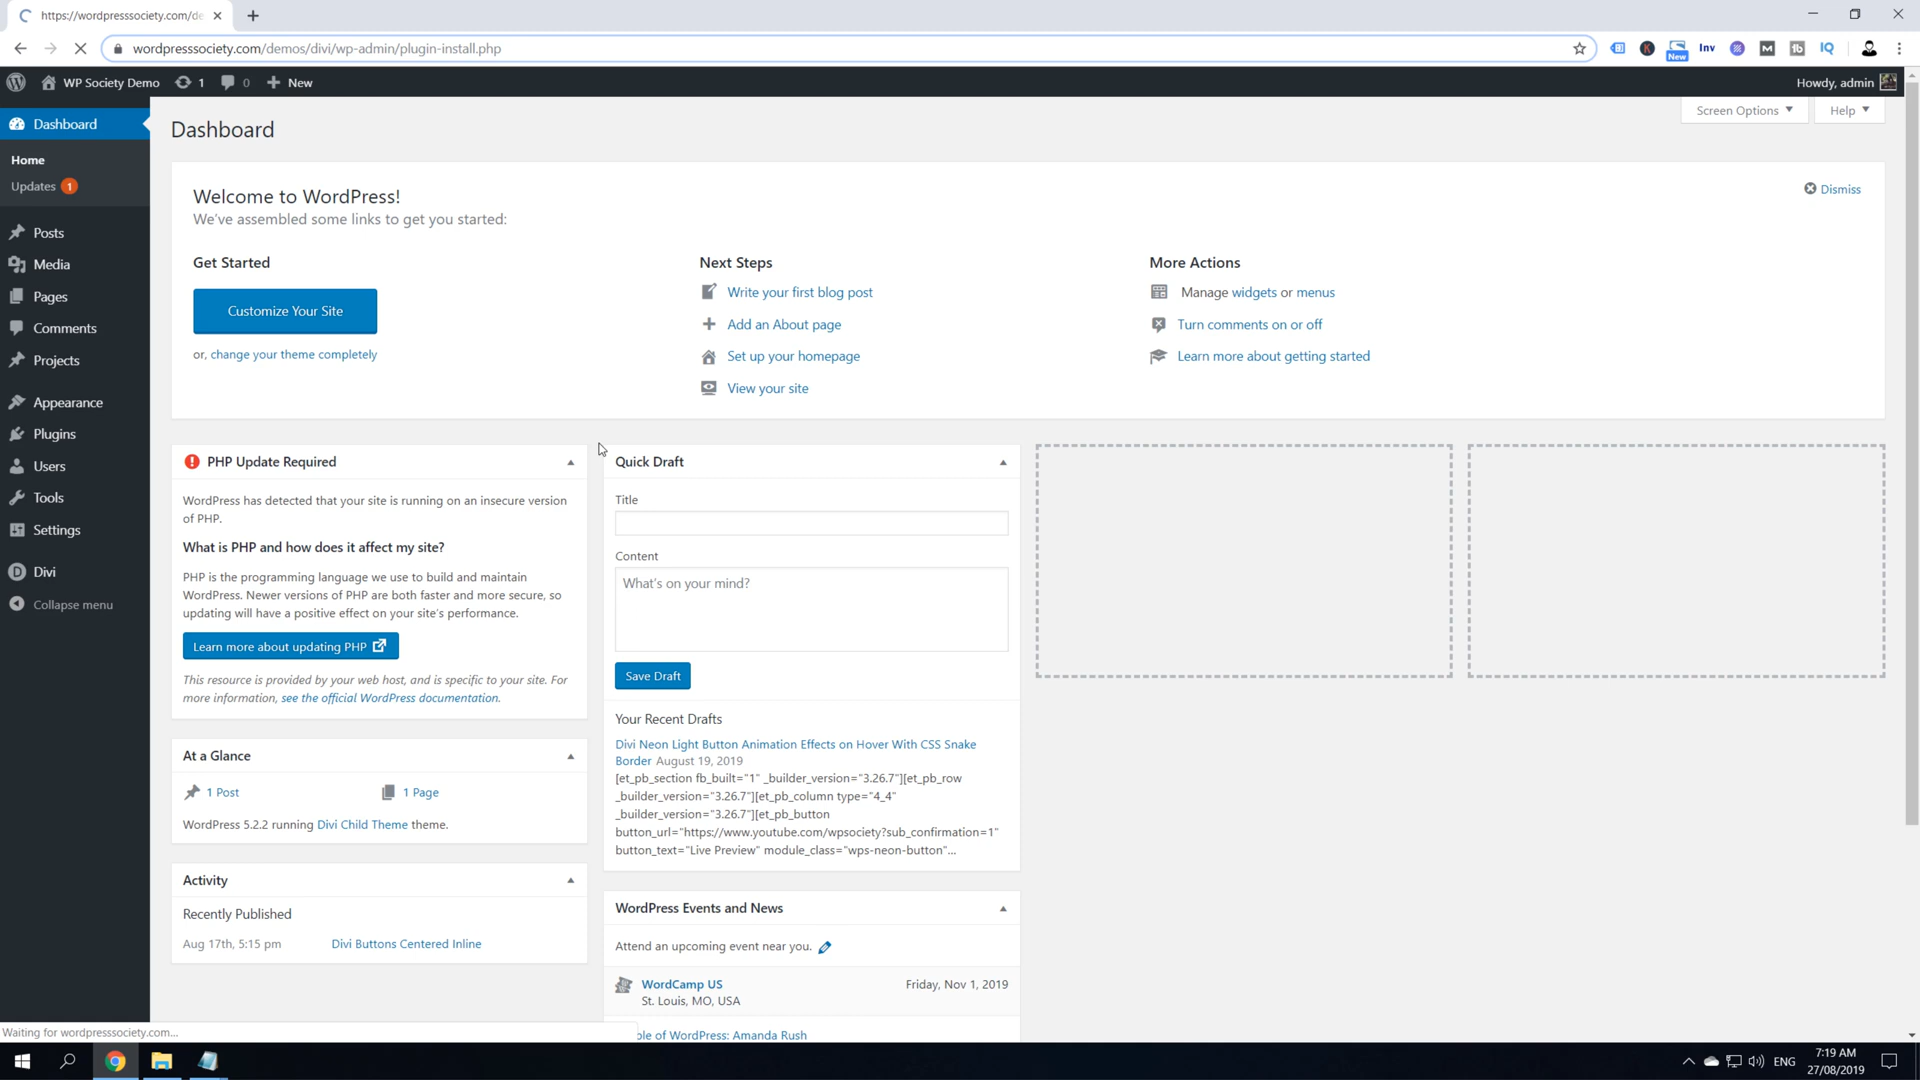 https://wordpresssociety.com/de
wordpresssociety.com/demos/divi/wp-admin/plugin-install.php
New
Inv
M
tb
IQ
WP Society Demo
1
0
New
Howdy, admin
Dashboard
Home
Updates 1
Posts
Media
Pages
Comments
Projects
Appearance
Plugins
Users
Tools
Settings
Divi
Collapse menu
Dashboard
Screen Options
Help
Welcome to WordPress!
We've assembled some links to get you started:
Dismiss
Get Started
Customize Your Site
or, change your theme completely
Next Steps
Write your first blog post
Add an About page
Set up your homepage
View your site
More Actions
Manage widgets or menus
Turn comments on or off
Learn more about getting started
PHP Update Required
WordPress has detected that your site is running on an insecure version
of PHP.
What is PHP and how does it affect my site?
PHP is the programming language we use to build and maintain
WordPress. Newer versions of PHP are both faster and more secure, so
updating will have a positive effect on your site's performance.
Learn more about updating PHP
This resource is provided by your web host, and is specific to your site. For
more information, see the official WordPress documentation.
At a Glance
1 Post
1 Page
WordPress 5.2.2 running Divi Child Theme theme.
Activity
Recently Published
Aug 17th, 5:15 pm
Divi Buttons Centered Inline
Quick Draft
Title
Content
What's on your mind?
Save Draft
Your Recent Drafts
Divi Neon Light Button Animation Effects on Hover With CSS Snake
Border August 19, 2019
[et_pb_section fb_built="1" _builder_version="3.26.7"][et_pb_row
_builder_version="3.26.7"][et_pb_column type="4_4"
_builder_version="3.26.7"][et_pb_button
button_url="https://www.youtube.com/wpsociety?sub_confirmation=1"
button_text="Live Preview" module_class="wps-neon-button"…
WordPress Events and News
Attend an upcoming event near you.
WordCamp US
Friday, Nov 1, 2019
St. Louis, MO, USA
ple of WordPress: Amanda Rush
Waiting for wordpresssociety.com...
ENG
7:19 AM
27/08/2019